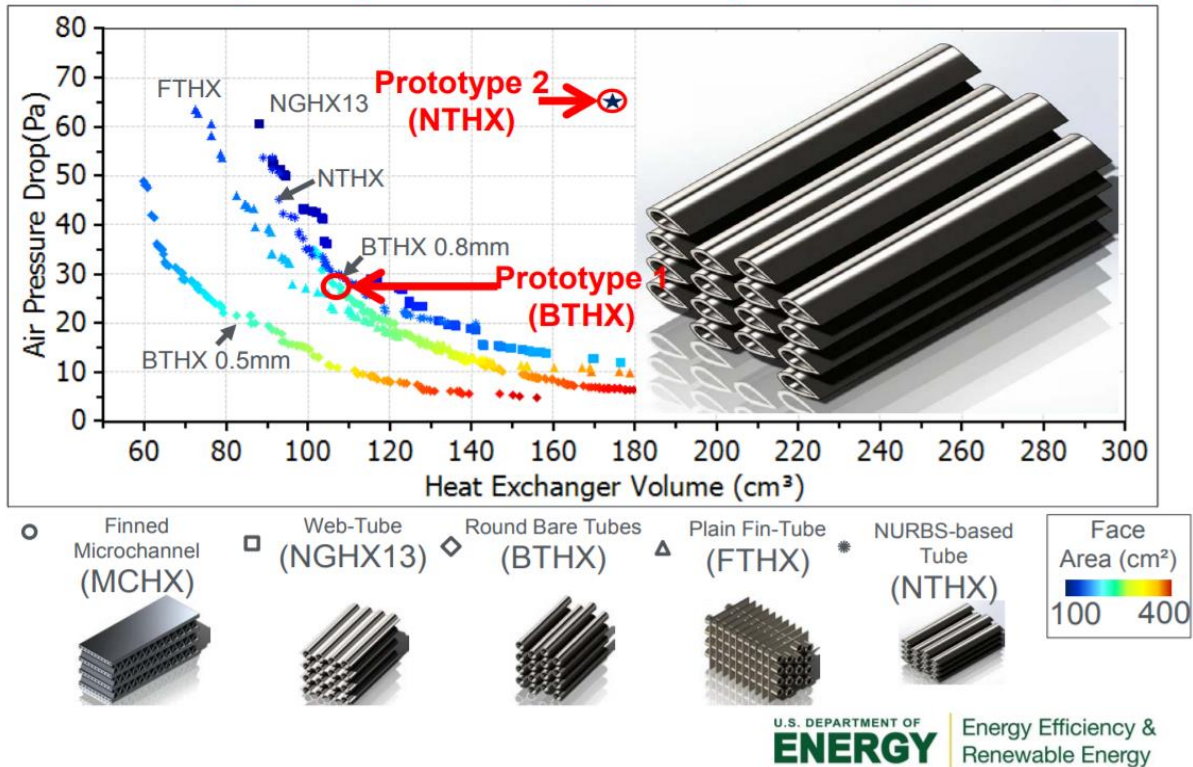 80
70
60
50
40
30
20
10
0
Air Pressure Drop(Pa)
FTHX
NGHX13
Prototype 2
(NTHX)
NTHX
BTHX 0.8mm
Prototype 1
(BTHX)
BTHX 0.5mm
60 80 100 120 140 160 180 200 220 240 260 280 300
Heat Exchanger Volume (cm³)
Finned
Microchannel
(MCHX)
Web-Tube
(NGHX13)
Round Bare Tubes
(BTHX)
Plain Fin-Tube
(FTHX)
NURBS-based
Tube
(NTHX)
Face
Area (cm²)
100 400
U.S. DEPARTMENT OF
ENERGY
Energy Efficiency &
Renewable Energy